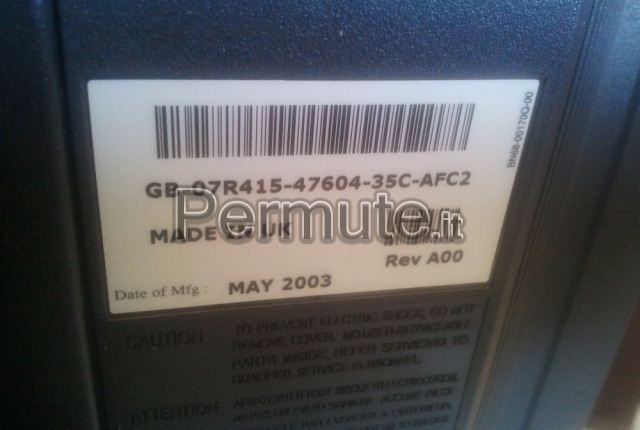 BN68-00170Q-00
GB-07R415-47604-35C-AFC2
MADE IN UK
Permute.it
Rev A00
Date of Mfg : MAY 2003
CAUTION
TO PREVENT ELECTRIC SHOCK, DO NOT
REMOVE COVER. NO USER-SERVICEABLE
PARTS INSIDE. REFER SERVICING TO
QUALIFIED SERVICE PERSONNEL.
ATTENTION